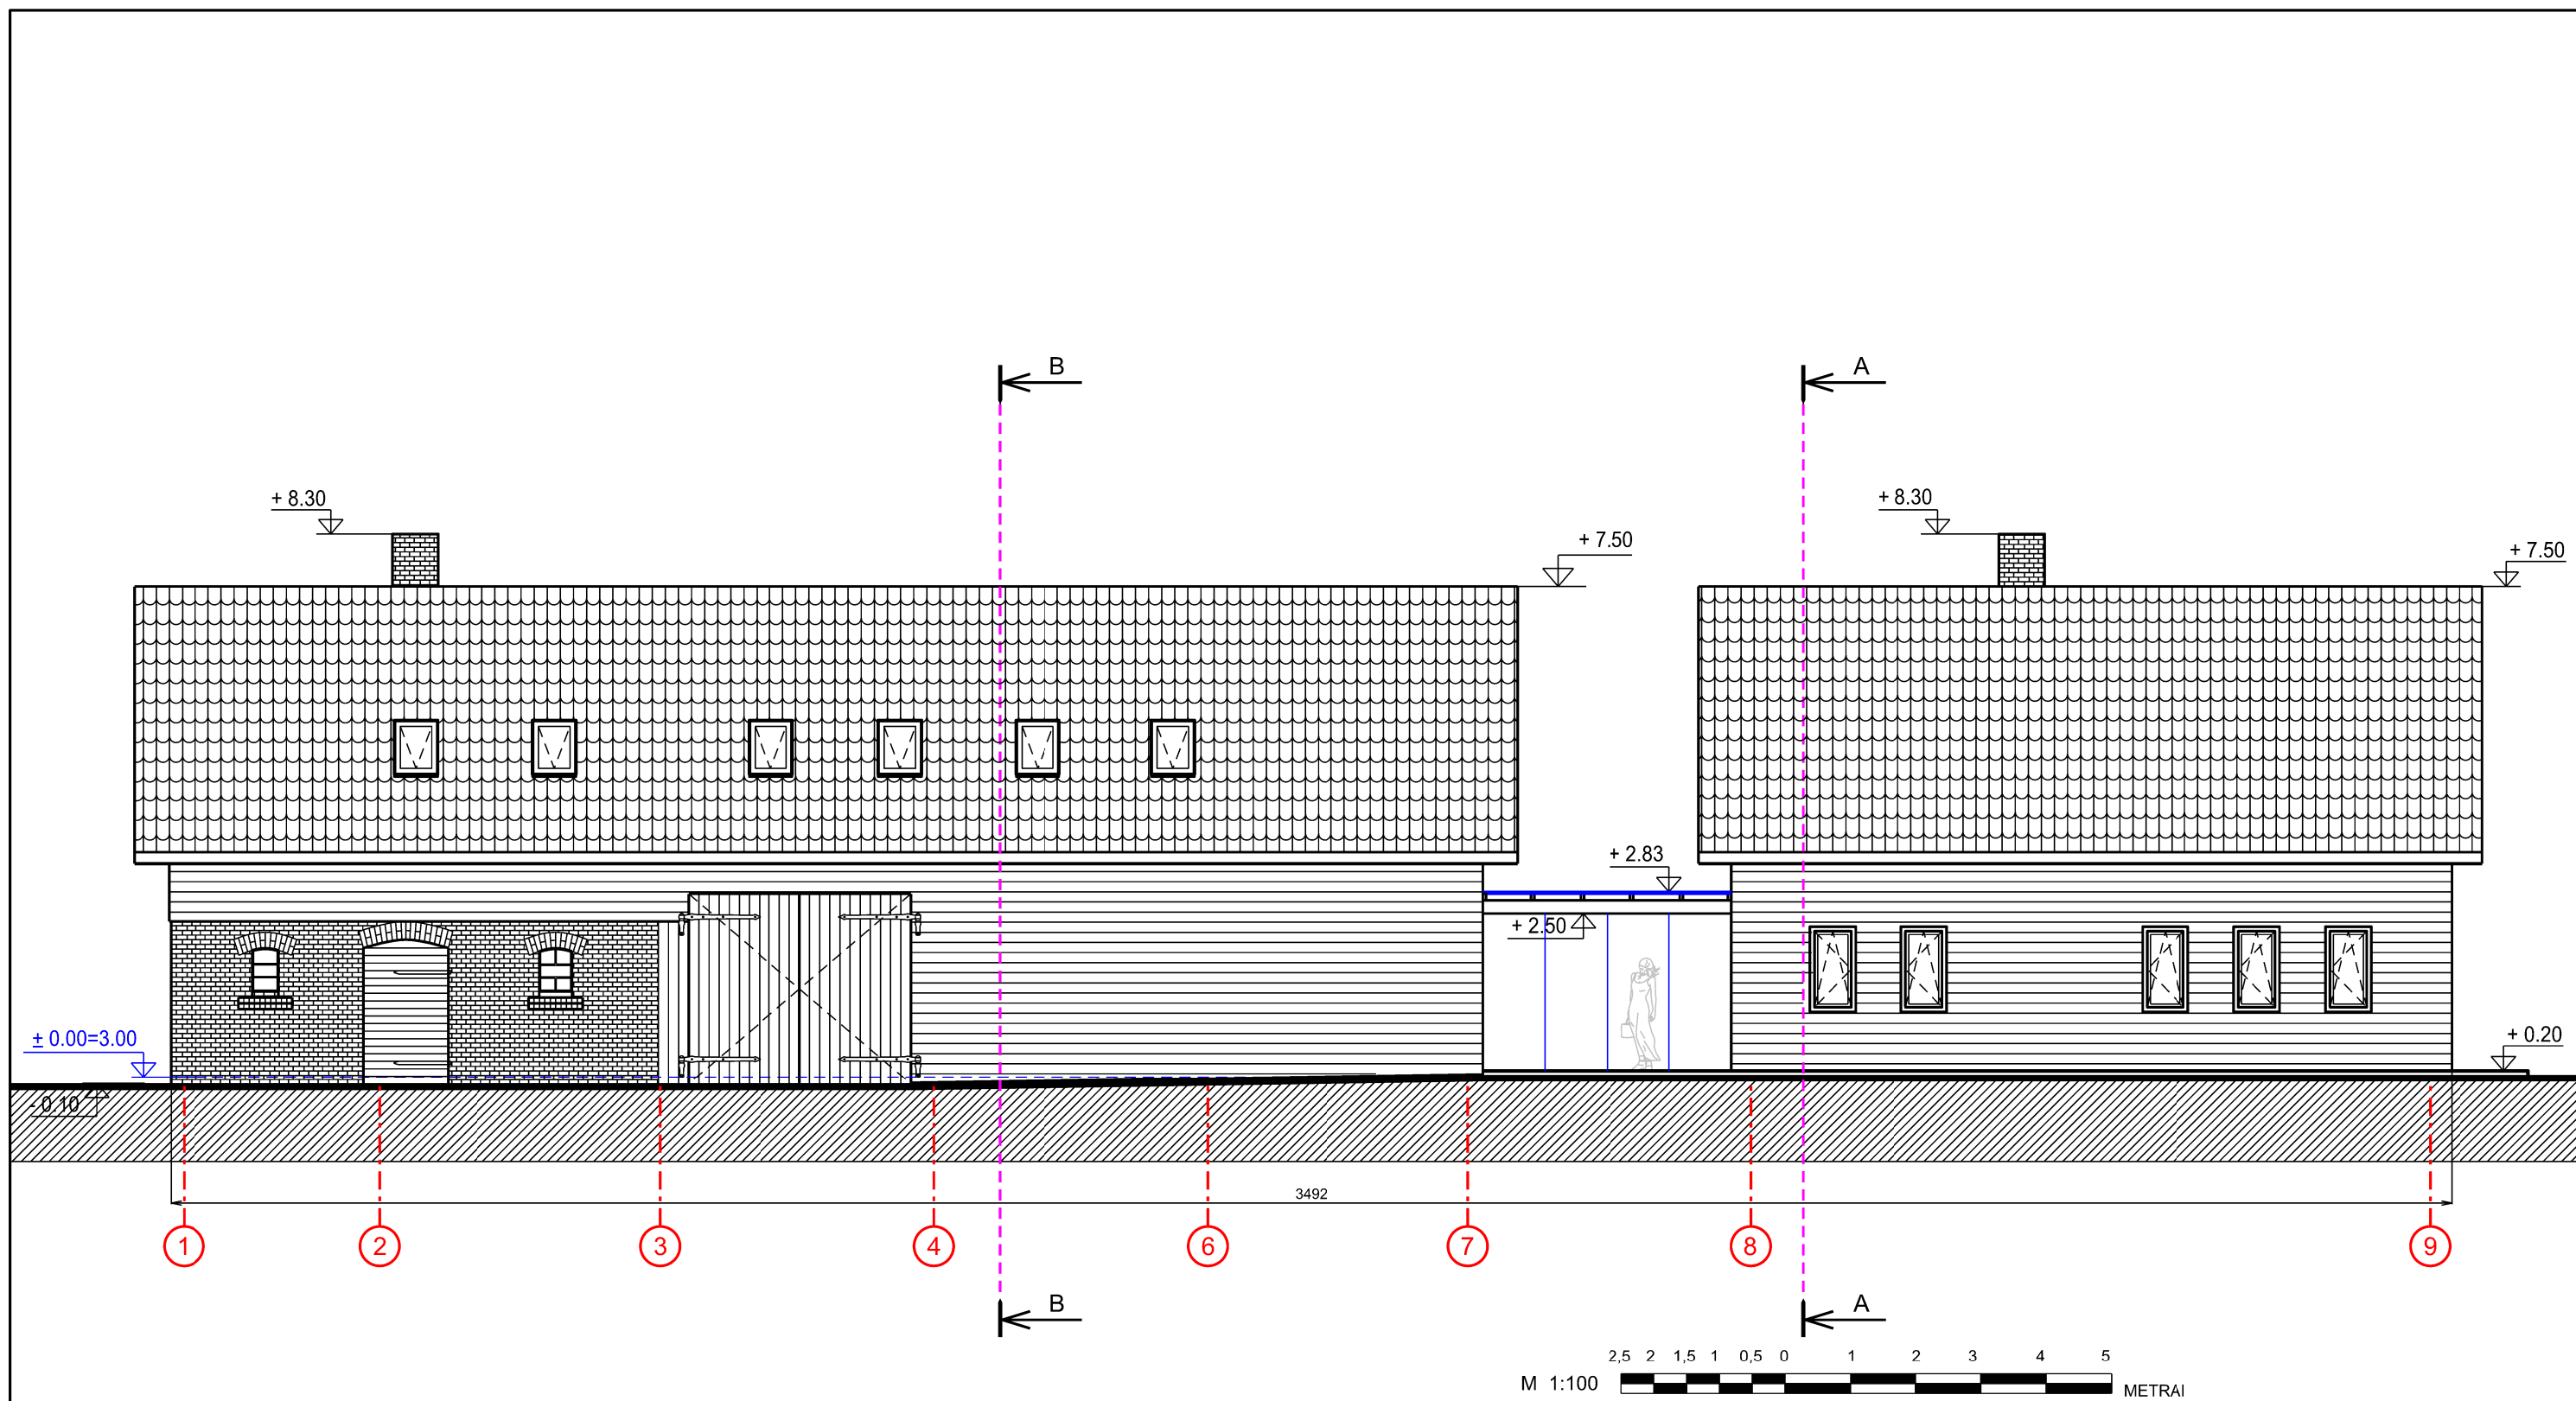 B
A
+ 8.30
+ 8.30
+ 7.50
+ 7.50
+ 2.83
+ 2.50
± 0.00=3.00
+ 0.20
- 0.10
3492
1 2 3 4 6 7 8 9
B
A
2,5 2 1,5 1 0,5 0 1 2 3 4 5
M 1:100
METRAI